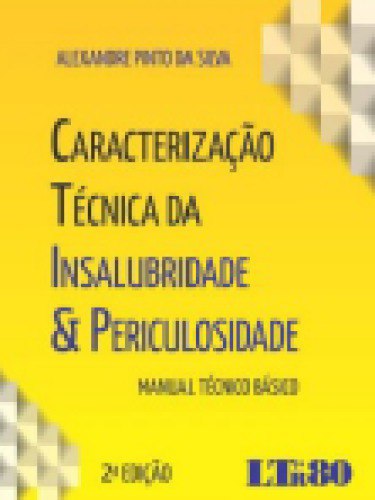 ALEXANDRE PINTO DA SILVA
CARACTERIZAÇÃO
TÉCNICA DA
INSALUBRIDADE
& PERICULOSIDADE
MANUAL TÉCNICO BÁSICO
2ª EDIÇÃO
LTR80